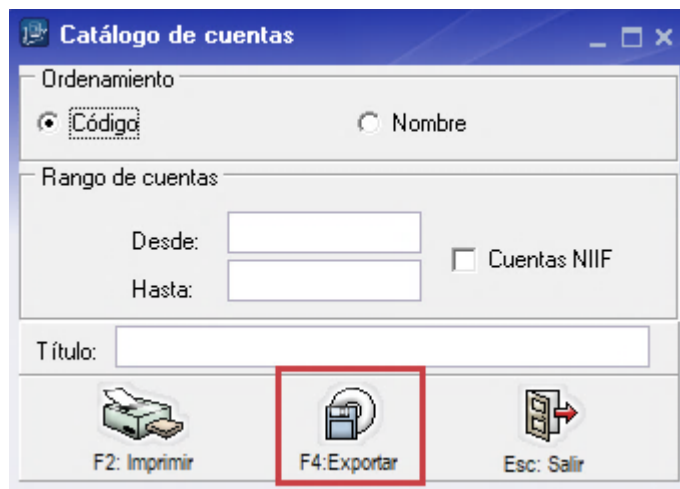 Catálogo de cuentas
Ordenamiento
Código Nombre
Rango de cuentas
Desde:
Cuentas NIIF
Hasta:
Título:
F2: Imprimir F4:Exportar Esc: Salir